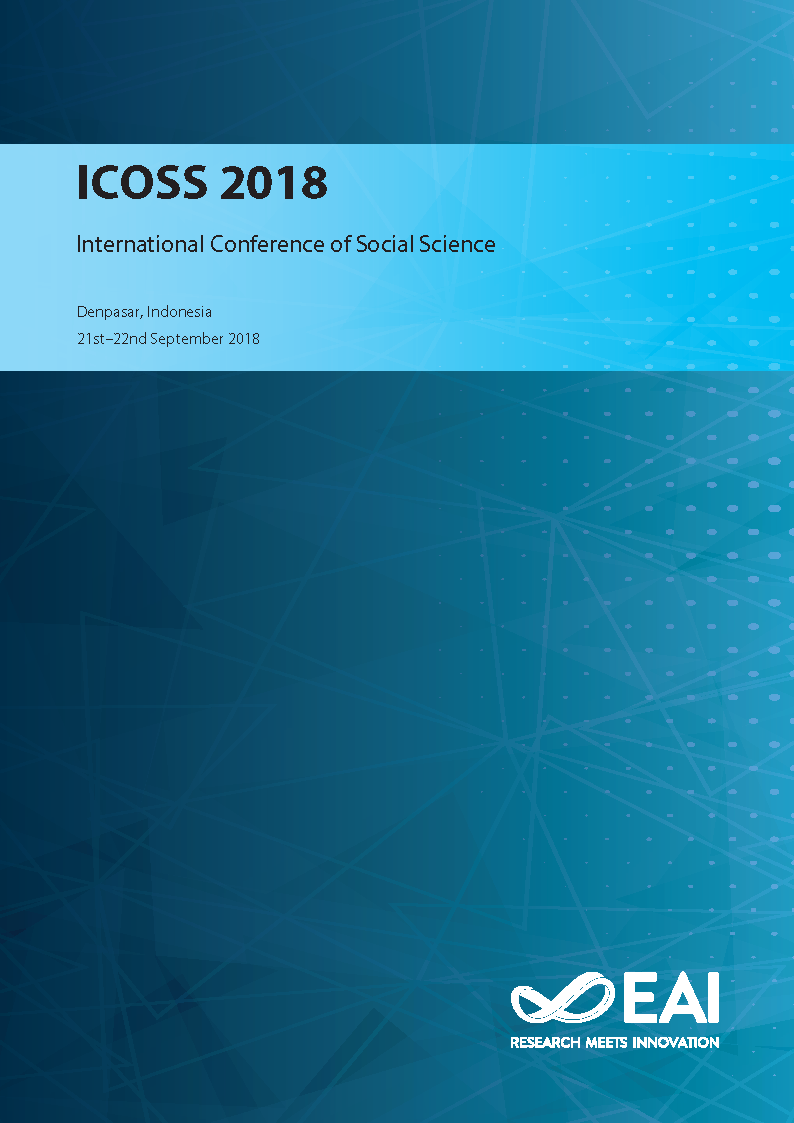 ICOSS 2018
International Conference of Social Science
Denpasar, Indonesia
21st–22nd September 2018
EAI
RESEARCH MEETS INNOVATION